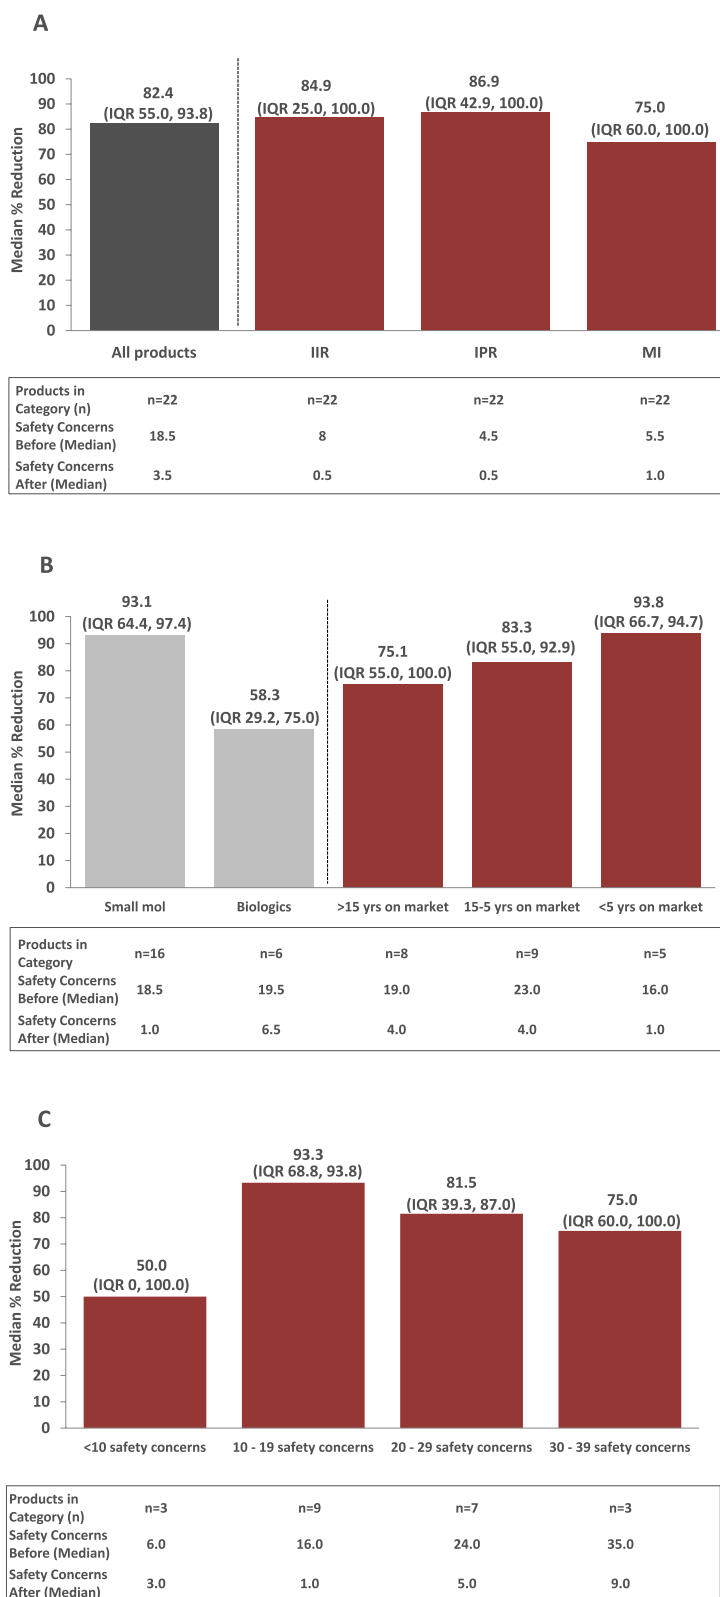 A
100
90
80
70
60
50
40
30
20
10
0
Median % Reduction
82.4
(IQR 55.0, 93.8)
84.9
(IQR 25.0, 100.0)
86.9
(IQR 42.9, 100.0)
75.0
(IQR 60.0, 100.0)
All products IIR IPR MI
Products in
Category (n) n=22 n=22 n=22 n=22
Safety Concerns
Before (Median) 18.5 8 4.5 5.5
Safety Concerns
After (Median) 3.5 0.5 0.5 1.0
B
100
90
80
70
60
50
40
30
20
10
0
Median % Reduction
93.1
(IQR 64.4, 97.4)
58.3
(IQR 29.2, 75.0)
75.1
(IQR 55.0, 100.0)
83.3
(IQR 55.0, 92.9)
93.8
(IQR 66.7, 94.7)
Small mol Biologics >15 yrs on market 15-5 yrs on market <5 yrs on market
Products in
Category n=16 n=6 n=8 n=9 n=5
Safety Concerns
Before (Median) 18.5 19.5 19.0 23.0 16.0
Safety Concerns
After (Median) 1.0 6.5 4.0 4.0 1.0
C
100
90
80
70
60
50
40
30
20
10
0
Median % Reduction
50.0
(IQR 0, 100.0)
93.3
(IQR 68.8, 93.8)
81.5
(IQR 39.3, 87.0)
75.0
(IQR 60.0, 100.0)
<10 safety concerns 10 - 19 safety concerns 20 - 29 safety concerns 30 - 39 safety concerns
Products in
Category (n) n=3 n=9 n=7 n=3
Safety Concerns
Before (Median) 6.0 16.0 24.0 35.0
Safety Concerns
After (Median) 3.0 1.0 5.0 9.0